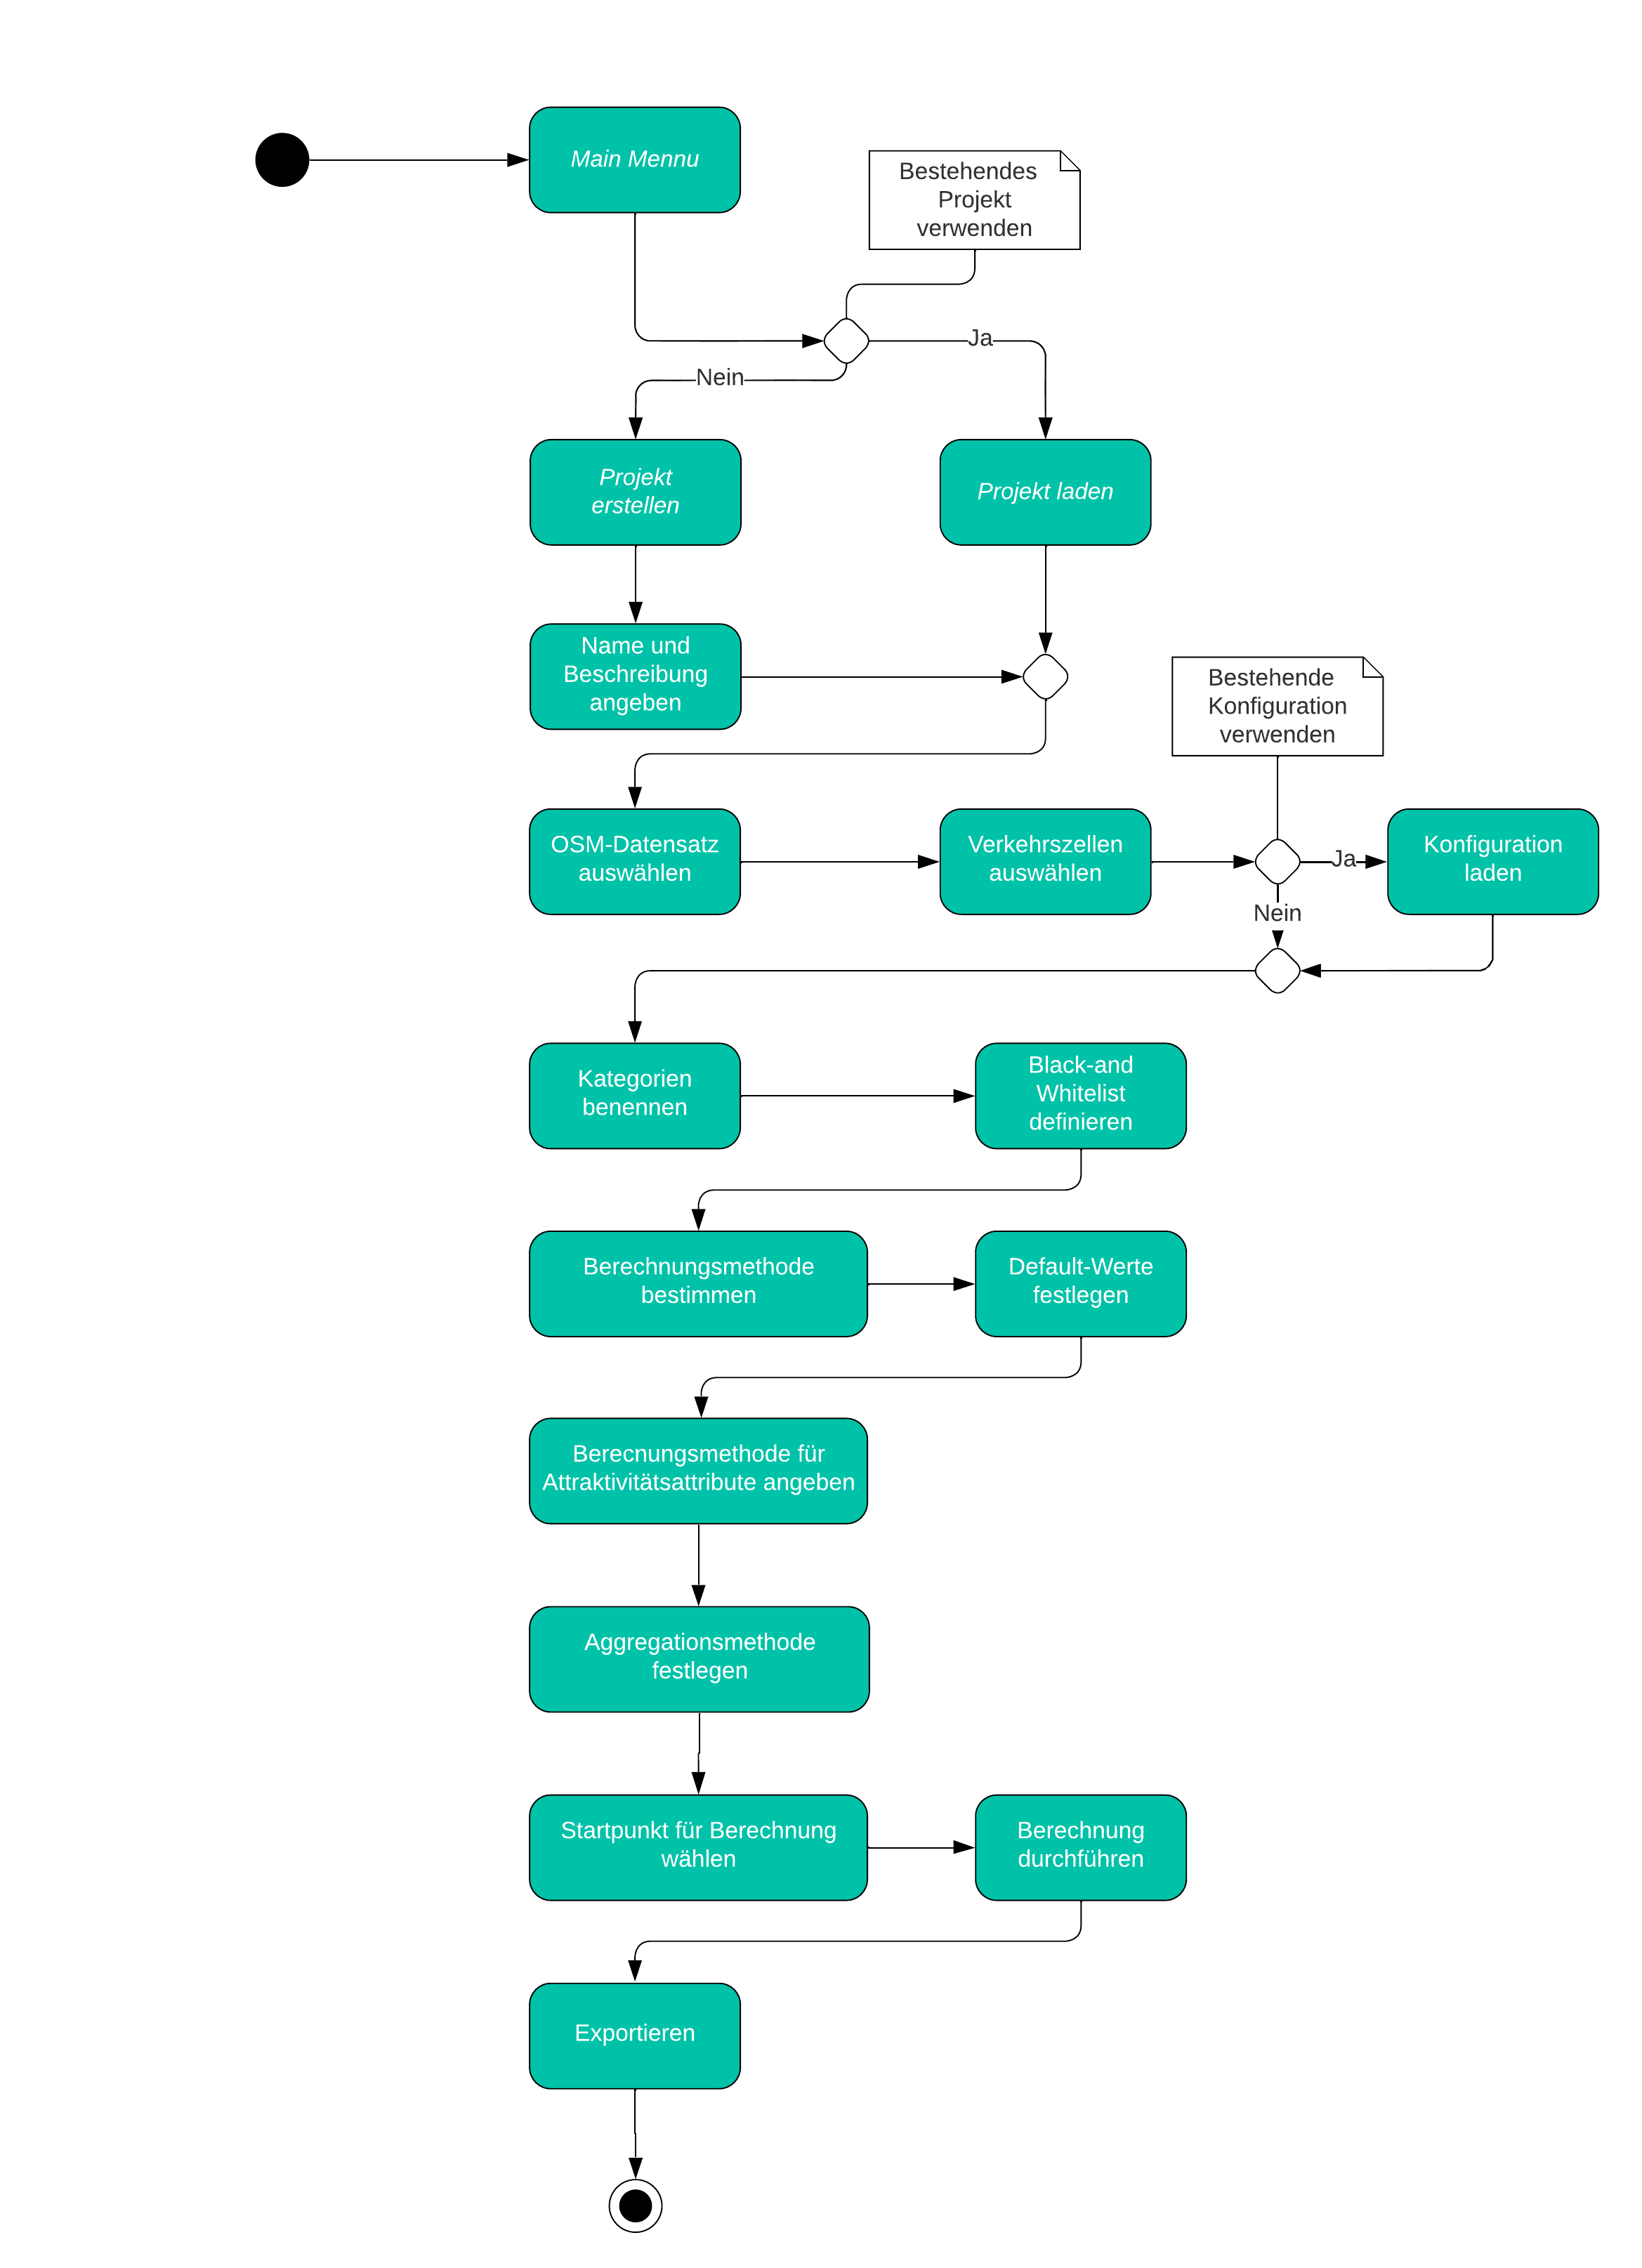 Main Mennu
Bestehendes
Projekt
verwenden
Ja
Nein
Projekt
erstellen
Projekt laden
Name und
Beschreibung
angeben
Bestehende
Konfiguration
verwenden
OSM-Datensatz
auswählen
Verkehrszellen
auswählen
Ja
Konfiguration
laden
Nein
Kategorien
benennen
Black-and
Whitelist
definieren
Berechnungsmethode
bestimmen
Default-Werte
festlegen
Berecnungsmethode für
Attraktivitätsattribute angeben
Aggregationsmethode
festlegen
Startpunkt für Berechnung
wählen
Berechnung
durchführen
Exportieren